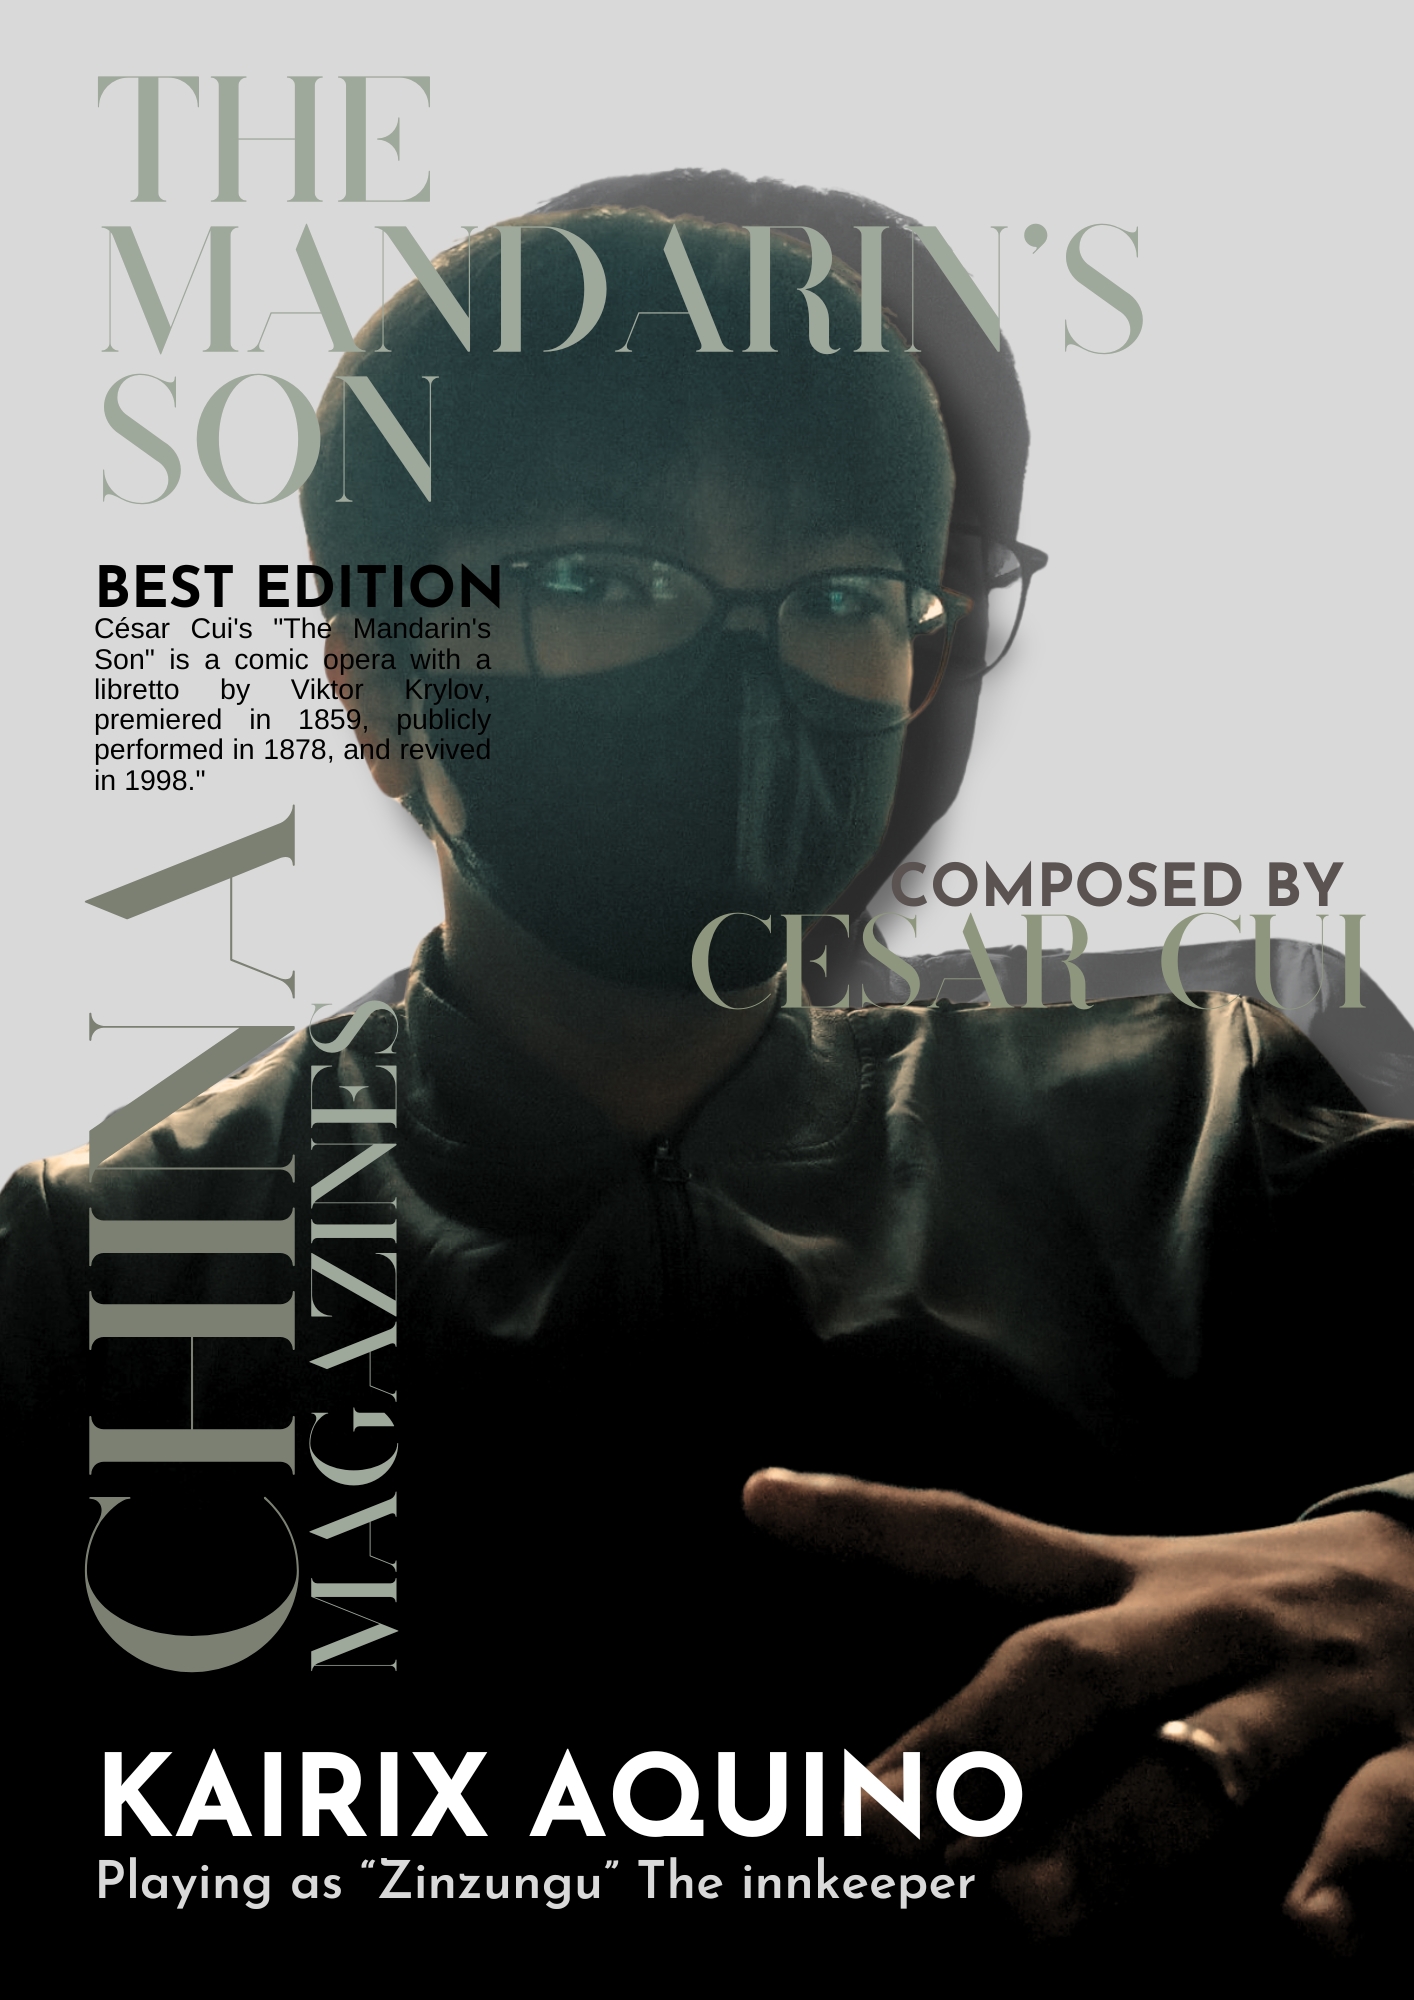 THE
MANDARIN'S
SON
BEST EDITION
César Cui's "The Mandarin's
Son" is a comic opera with a
libretto by Viktor Krylov,
premiered in 1859, publicly
performed in 1878, and revived
in 1998."
COMPOSED BY
CESAR CUI
CHINA
MAGAZINES
KAIRIX AQUINO
Playing as “Zinzungu” The innkeeper